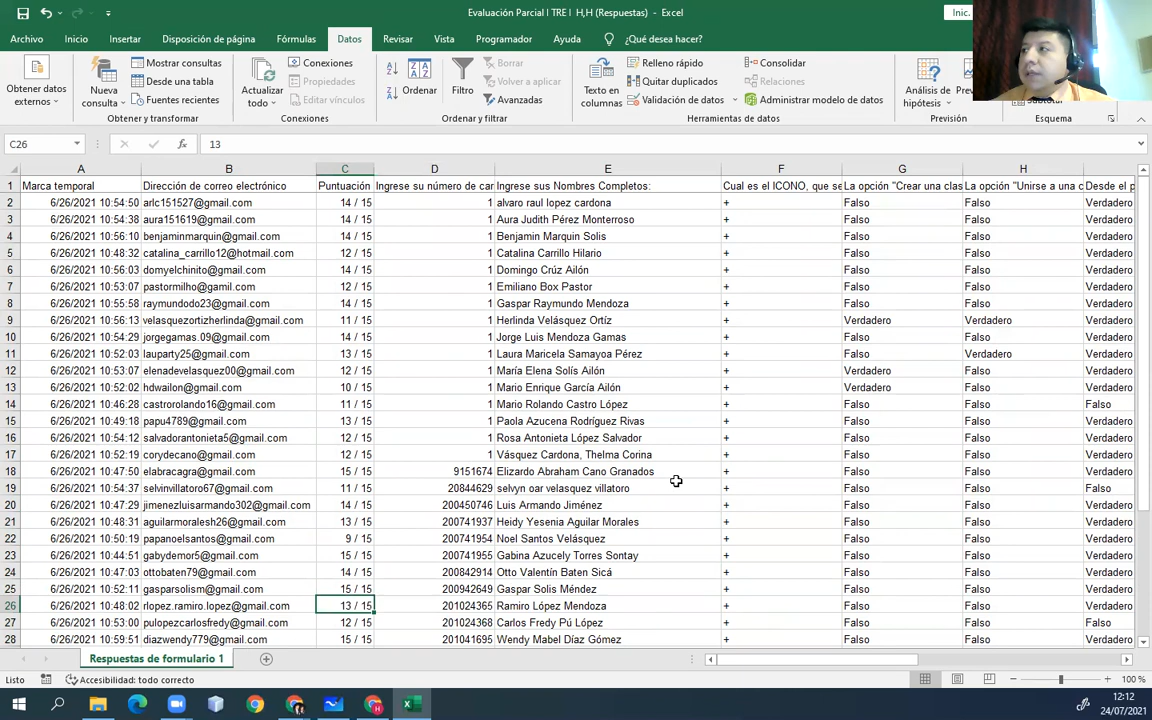 Evaluación Parcial I TRE I H,H (Respuestas) - Excel
Inic.
Archivo Inicio Insertar Disposición de página Fórmulas Datos Revisar Vista Programador Ayuda ¿Qué desea hacer?
Obtener datos externos
Nueva consulta
Mostrar consultas
Desde una tabla
Fuentes recientes
Obtener y transformar
Actualizar todo
Conexiones
Propiedades
Editar vínculos
Conexiones
Ordenar
Filtro
Borrar
Volver a aplicar
Avanzadas
Ordenar y filtrar
Texto en columnas
Relleno rápido
Quitar duplicados
Validación de datos
Consolidar
Relaciones
Administrar modelo de datos
Herramientas de datos
Análisis de hipótesis
Previsión
Subtotal
Esquema
C26 fx 13
A B C D E F G H
1 Marca temporal Dirección de correo electrónico Puntuación Ingrese su número de car Ingrese sus Nombres Completos: Cual es el ICONO, que se La opción "Crear una clas La opción "Unirse a una c Desde el p
2 6/26/2021 10:54:50 arlc151527@gmail.com 14 / 15 1 alvaro raul lopez cardona + Falso Falso Verdadero
3 6/26/2021 10:54:38 aura151619@gmail.com 14 / 15 1 Aura Judith Pérez Monterroso + Falso Falso Verdadero
4 6/26/2021 10:56:10 benjaminmarquin@gmail.com 14 / 15 1 Benjamin Marquin Solis + Falso Falso Verdadero
5 6/26/2021 10:48:32 catalina_carrillo12@hotmail.com 12 / 15 1 Catalina Carrillo Hilario + Falso Falso Verdadero
6 6/26/2021 10:56:03 domyelchinito@gmail.com 14 / 15 1 Domingo Crúz Ailón + Falso Falso Verdadero
7 6/26/2021 10:53:07 pastormilho@gamil.com 12 / 15 1 Emiliano Box Pastor + Falso Falso Verdadero
8 6/26/2021 10:55:58 raymundodo23@gmail.com 14 / 15 1 Gaspar Raymundo Mendoza + Falso Falso Verdadero
9 6/26/2021 10:56:13 velasquezortizherlinda@gmail.com 11 / 15 1 Herlinda Velásquez Ortíz + Verdadero Verdadero Verdadero
10 6/26/2021 10:54:29 jorgegamas.09@gmail.com 14 / 15 1 Jorge Luis Mendoza Gamas + Falso Falso Verdadero
11 6/26/2021 10:52:03 lauparty25@gmail.com 13 / 15 1 Laura Maricela Samayoa Pérez + Falso Verdadero Verdadero
12 6/26/2021 10:53:07 elenadevelasquez00@gmail.com 12 / 15 1 María Elena Solís Ailón + Verdadero Falso Verdadero
13 6/26/2021 10:52:02 hdwailon@gmail.com 10 / 15 1 Mario Enrique García Ailón + Verdadero Falso Verdadero
14 6/26/2021 10:46:28 castrorolando16@gmail.com 11 / 15 1 Mario Rolando Castro López + Falso Falso Falso
15 6/26/2021 10:49:18 papu4789@gmail.com 13 / 15 1 Paola Azucena Rodríguez Rivas + Falso Falso Verdadero
16 6/26/2021 10:54:12 salvadorantonieta5@gmail.com 12 / 15 1 Rosa Antonieta López Salvador + Falso Falso Verdadero
17 6/26/2021 10:52:19 corydecano@gmail.com 12 / 15 1 Vásquez Cardona, Thelma Corina + Falso Falso Verdadero
18 6/26/2021 10:47:50 elabracagra@gmail.com 15 / 15 9151674 Elizardo Abraham Cano Granados + Falso Falso Verdadero
19 6/26/2021 10:54:37 selvinvillatoro67@gmail.com 11 / 15 20844629 selvyn oar velasquez villatoro + Falso Falso Falso
20 6/26/2021 10:47:29 jimenezluisarmando302@gmail.com 14 / 15 200450746 Luis Armando Jiménez + Falso Falso Verdadero
21 6/26/2021 10:48:31 aguilarmoralesh26@gmail.com 13 / 15 200741937 Heidy Yesenia Aguilar Morales + Falso Falso Verdadero
22 6/26/2021 10:50:19 papanoelsantos@gmail.com 9 / 15 200741954 Noel Santos Velásquez + Falso Falso Verdadero
23 6/26/2021 10:44:51 gabydemor5@gmail.com 15 / 15 200741955 Gabina Azucely Torres Sontay + Falso Falso Verdadero
24 6/26/2021 10:47:03 ottobaten79@gmail.com 14 / 15 200842914 Otto Valentín Baten Sicá + Falso Falso Verdadero
25 6/26/2021 10:52:11 gasparsolism@gmail.com 15 / 15 200942649 Gaspar Solis Méndez + Falso Falso Verdadero
26 6/26/2021 10:48:02 rlopez.ramiro.lopez@gmail.com 13 / 15 201024365 Ramiro López Mendoza + Falso Falso Verdadero
27 6/26/2021 10:53:00 pulopezcarlosfredy@gmail.com 12 / 15 201024368 Carlos Fredy Pú López + Falso Falso Falso
28 6/26/2021 10:59:51 diazwendy779@gmail.com 15 / 15 201041695 Wendy Mabel Díaz Gómez + Falso Falso Verdadero
Respuestas de formulario 1
Listo Accesibilidad: todo correcto 100 %
12:12
24/07/2021